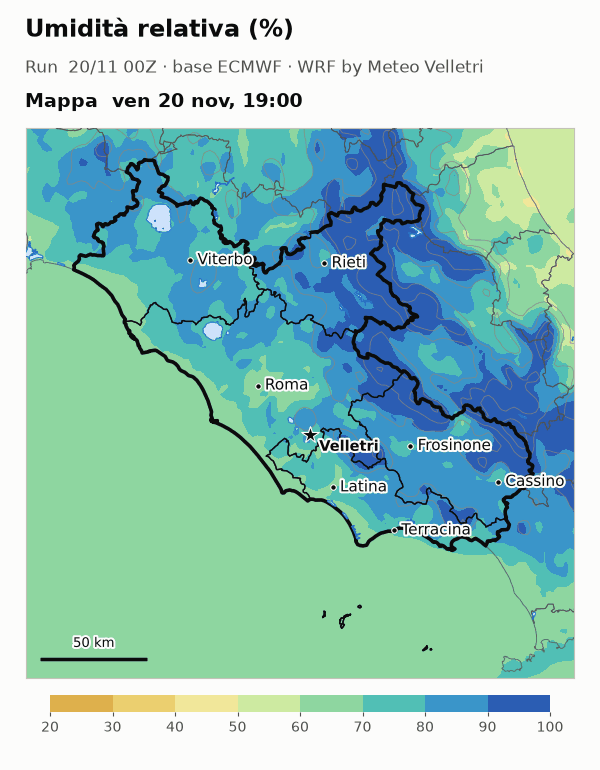 Umidità relativa (%)
Run  20/11 00Z · base ECMWF · WRF by Meteo Velletri
Mappa  ven 20 nov, 19:00
Viterbo
Rieti
Roma
Velletri
Frosinone
Cassino
Latina
Terracina
50 km
20 30 40 50 60 70 80 90 100